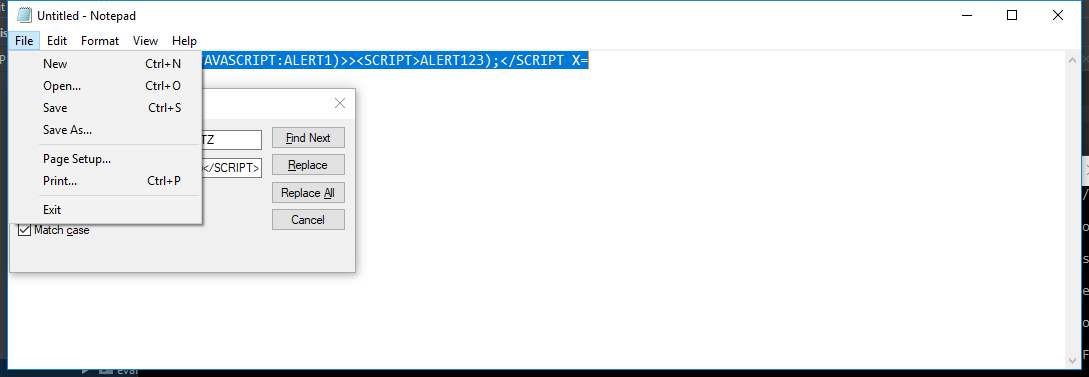 Untitled - Notepad
File Edit Format View Help
AVASCRIPT:ALERT1)>><SCRIPT>ALERT123);</SCRIPT X=
New Ctrl+N
Open... Ctrl+O
Save Ctrl+S
Save As...
Page Setup...
Print... Ctrl+P
Exit
TZ
Find Next
</SCRIPT>
Replace
Replace All
Cancel
Match case